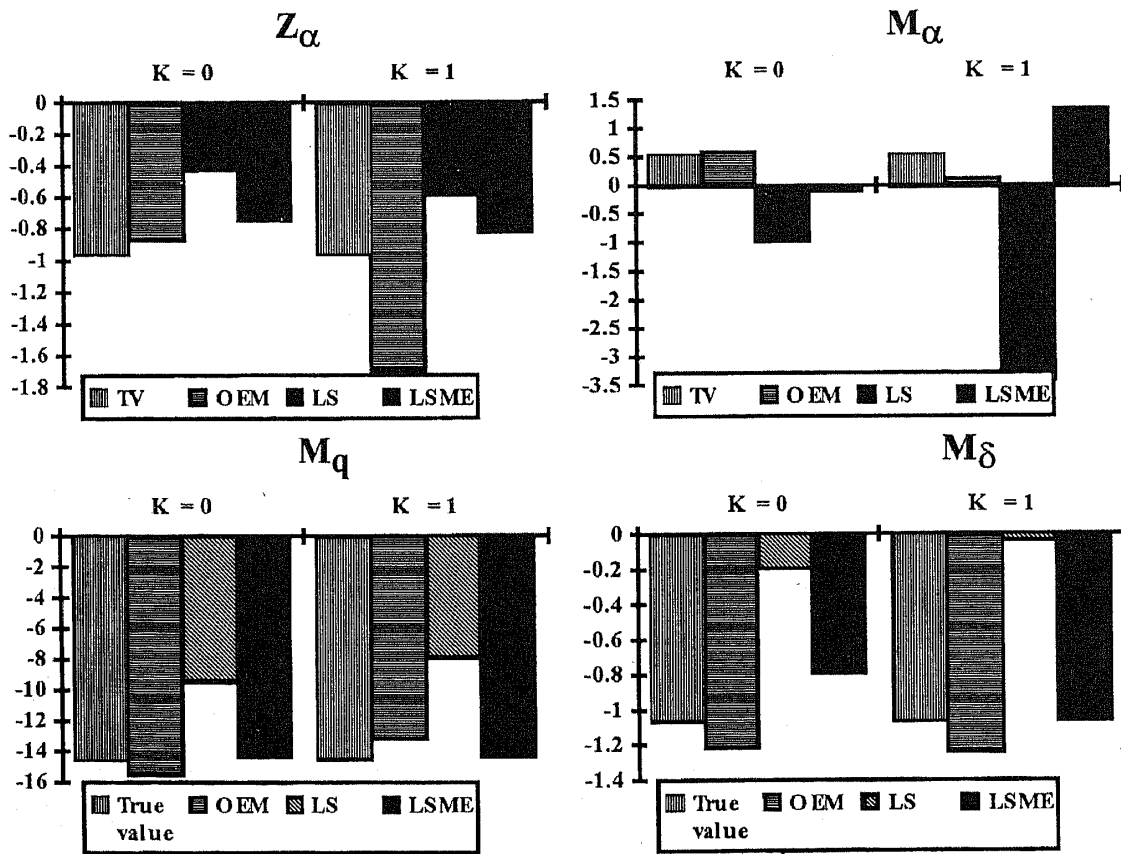 Zα
K = 0
K = 1
0
-0.2
-0.4
-0.6
-0.8
-1
-1.2
-1.4
-1.6
-1.8
TV OEM LS LSME
Mα
K = 0
K = 1
1.5
1
0.5
0
-0.5
-1
-1.5
-2
-2.5
-3
-3.5
TV OEM LS LSME
Mq
K = 0
K = 1
0
-2
-4
-6
-8
-10
-12
-14
-16
True OEM LS LSME
value
Mδ
K = 0
K = 1
0
-0.2
-0.4
-0.6
-0.8
-1
-1.2
-1.4
True OEM LS LSME
value